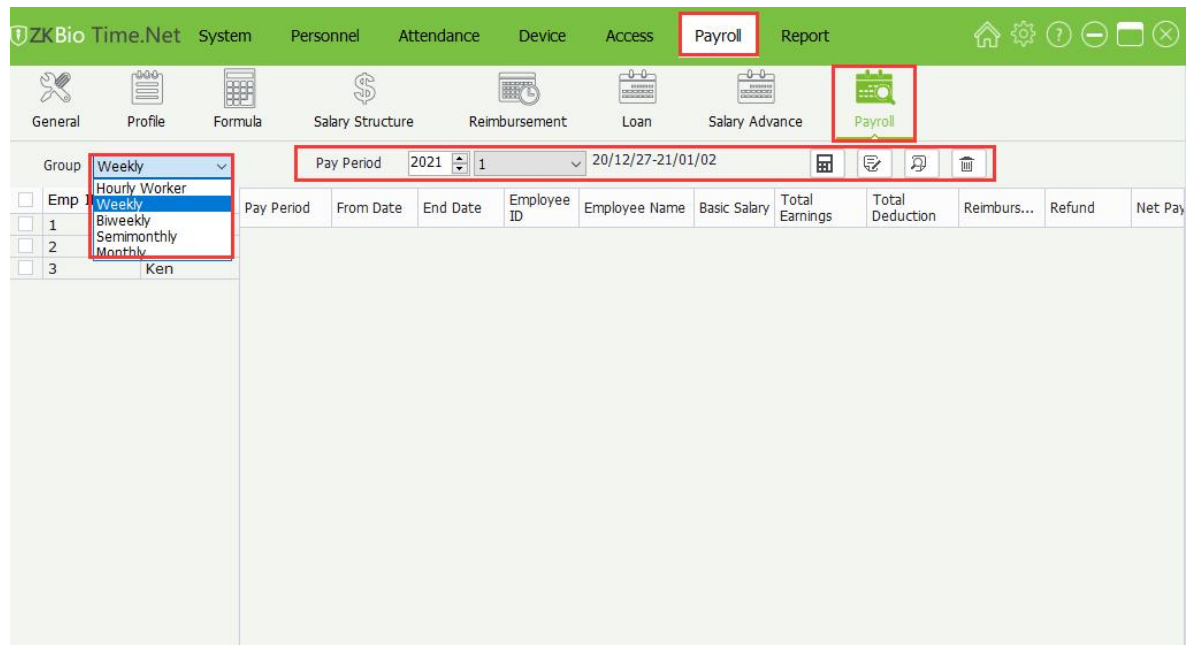 ZKBio Time.Net System Personnel Attendance Device Access Payroll Report
General Profile Formula Salary Structure Reimbursement Loan Salary Advance Payroll
Group Weekly Pay Period 2021 1 20/12/27-21/01/02
Hourly Worker
Weekly
Biweekly
Semimonthly
Monthly
Emp Pay Period From Date End Date Employee ID Employee Name Basic Salary Total Earnings Total Deduction Reimburs... Refund Net Pay
1
2
3 Ken